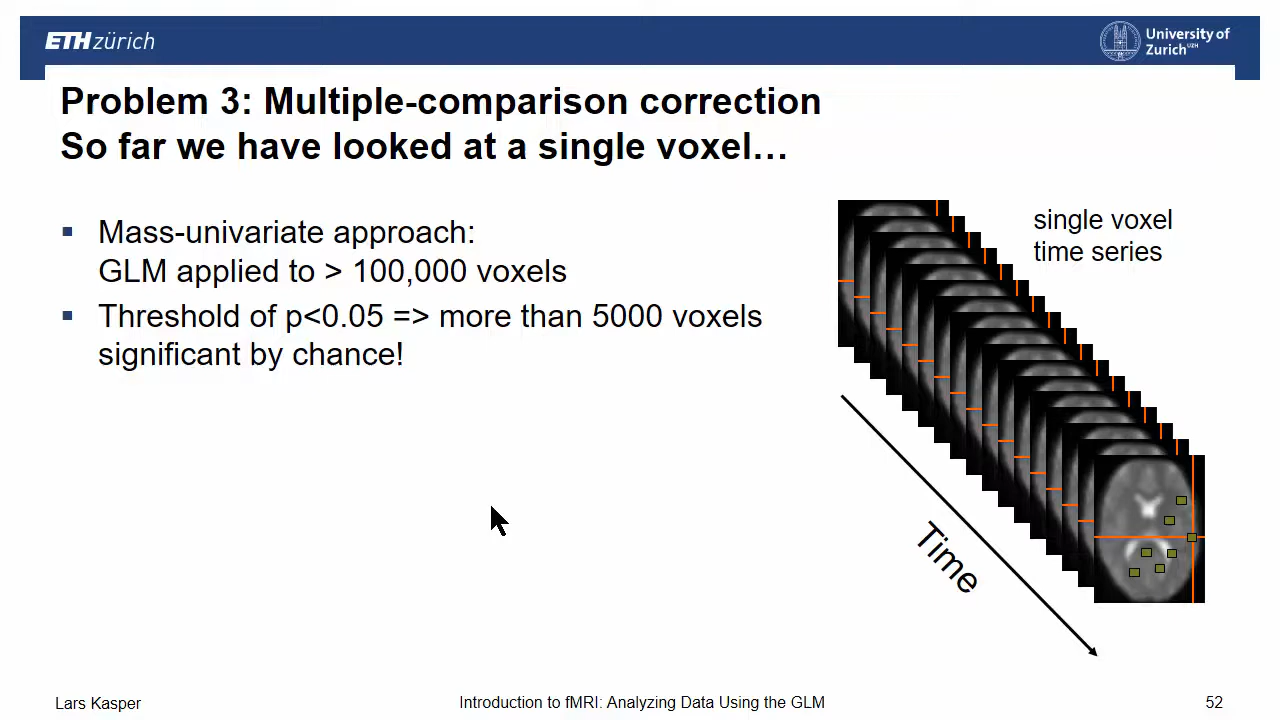 ETH zürich
University of
Zurich UZH
Problem 3: Multiple-comparison correction
So far we have looked at a single voxel…
Mass-univariate approach:
GLM applied to > 100,000 voxels
Threshold of p<0.05 => more than 5000 voxels
significant by chance!
single voxel
time series
Time
Lars Kasper
Introduction to fMRI: Analyzing Data Using the GLM
52